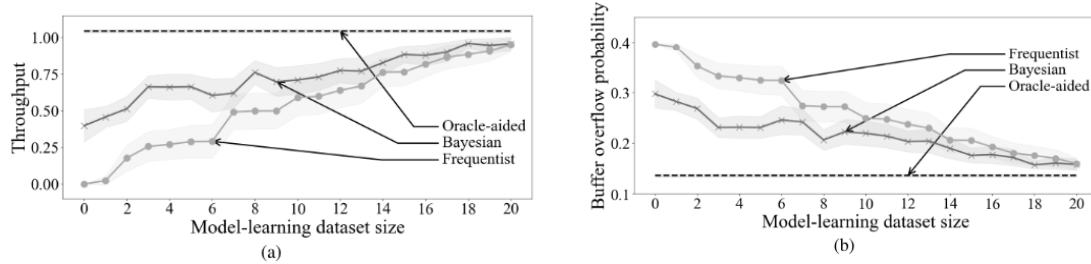 (a)
Throughput
1.00
0.75
0.50
0.25
0.00
Oracle-aided
Bayesian
Frequentist
0 2 4 6 8 10 12 14 16 18 20
Model-learning dataset size
(a)
(b)
Buffer overflow probability
0.4
0.3
0.2
0.1
Frequentist
Bayesian
Oracle-aided
0 2 4 6 8 10 12 14 16 18 20
Model-learning dataset size
(b)